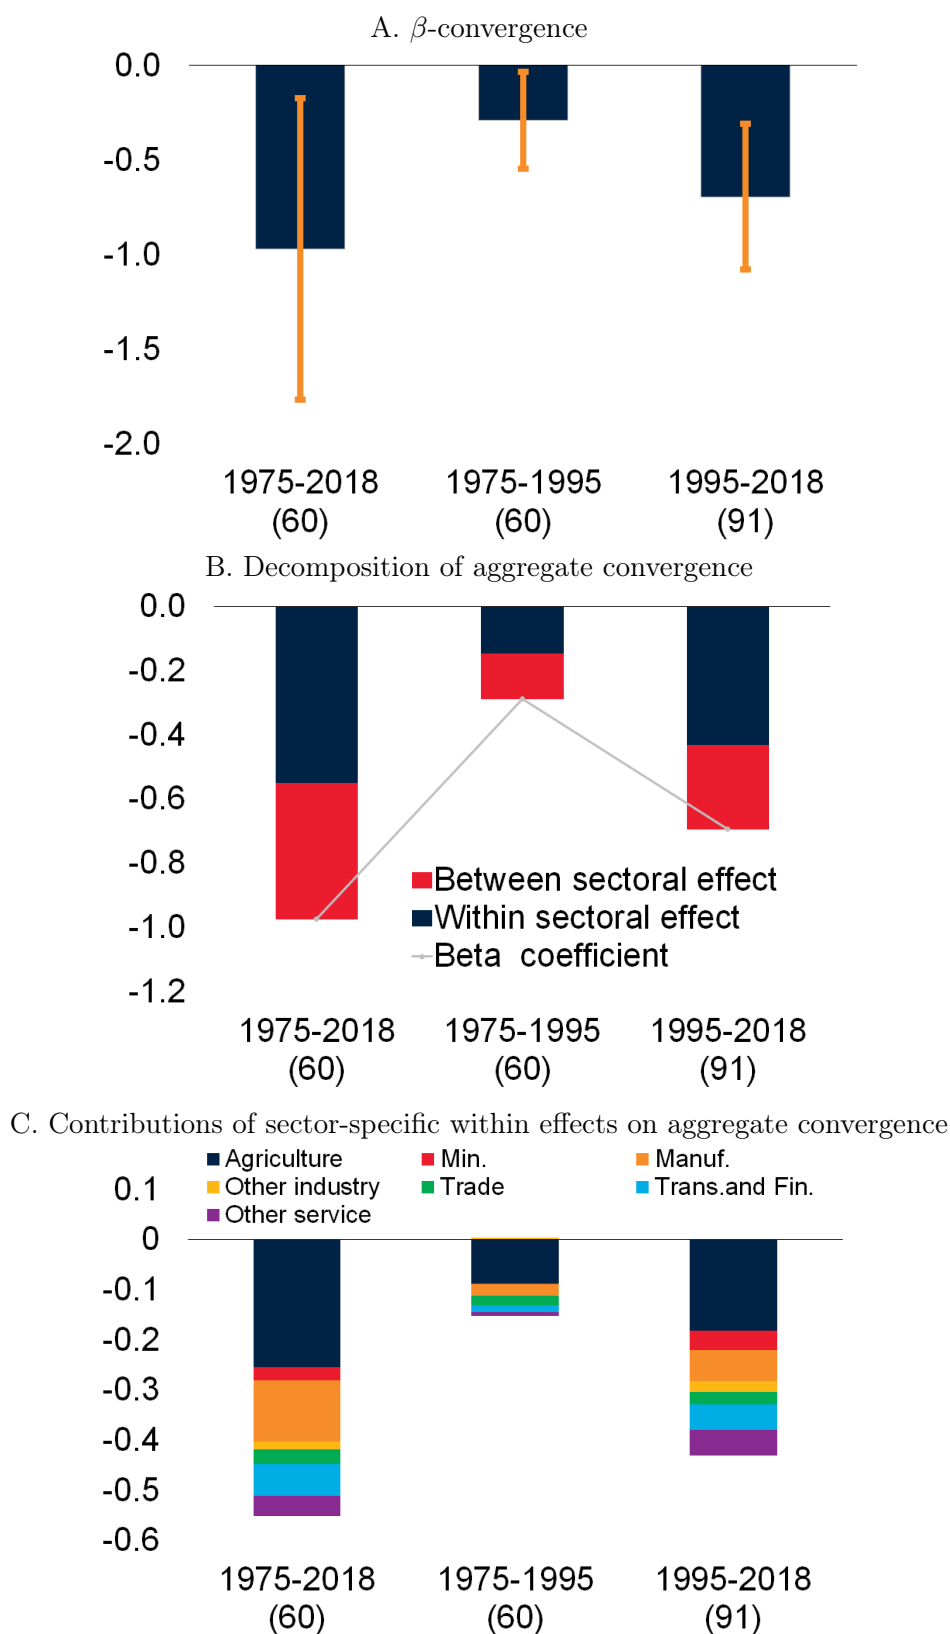 A. β-convergence
0.0
-0.5
-1.0
-1.5
-2.0
1975-2018 1975-1995 1995-2018
(60) (60) (91)
B. Decomposition of aggregate convergence
0.0
-0.2
-0.4
-0.6
-0.8
-1.0
-1.2
Between sectoral effect
Within sectoral effect
Beta coefficient
1975-2018 1975-1995 1995-2018
(60) (60) (91)
C. Contributions of sector-specific within effects on aggregate convergence
Agriculture Min. Manuf.
Other industry Trade Trans.and Fin.
Other service
0.1
0
-0.1
-0.2
-0.3
-0.4
-0.5
-0.6
1975-2018 1975-1995 1995-2018
(60) (60) (91)